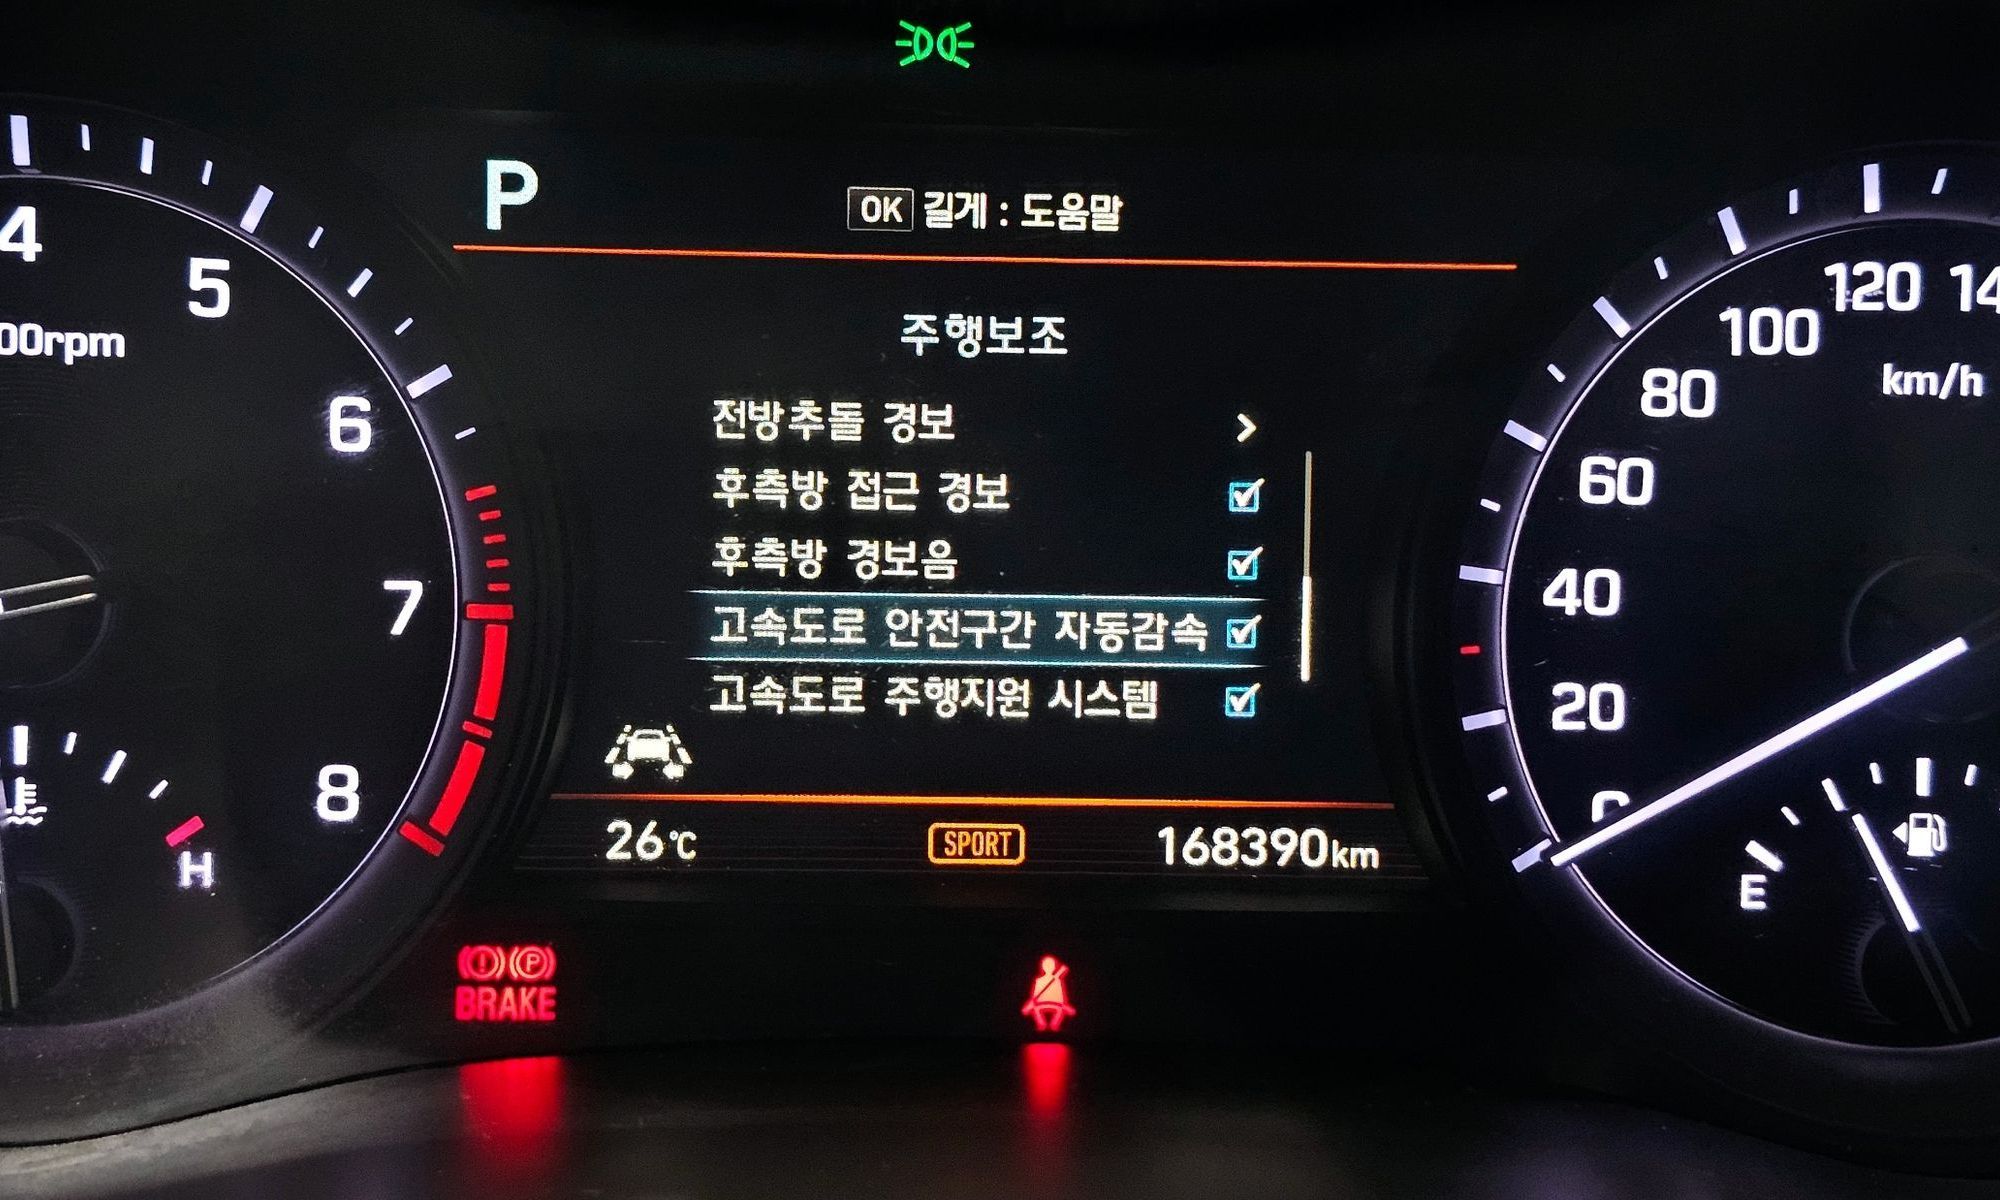 P
OK 길게 : 도움말
주행보조
전방추돌 경보
후측방 접근 경보
후측방 경보음
고속도로 안전구간 자동감속
고속도로 주행지원 시스템
26℃ SPORT 168390km
BRAKE
4
5
6
7
8
00rpm
H
0
20
40
60
80
100
120
14
km/h
E